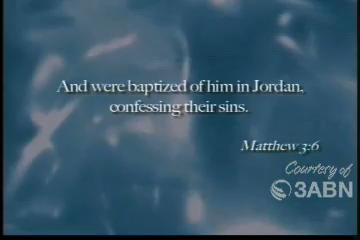 And were baptized of him in Jordan,
confessing their sins.
Matthew 3:6
Courtesy of
3ABN